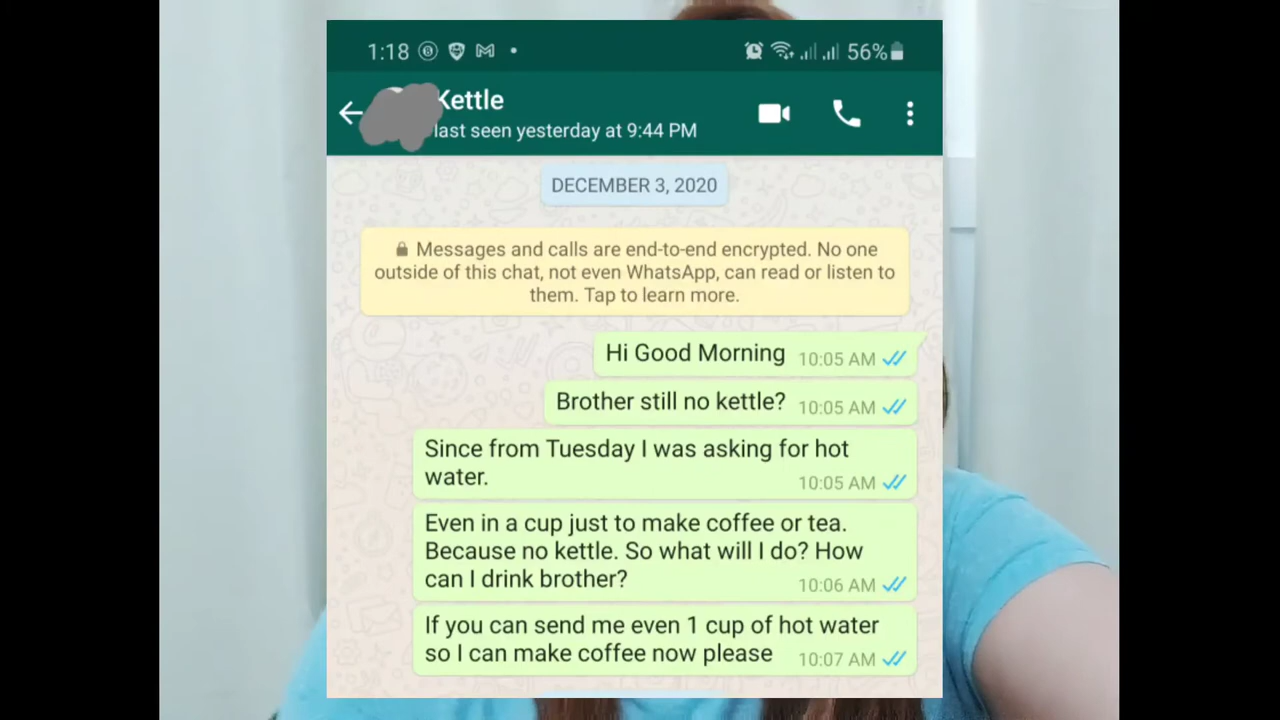 1:18 56%
Kettle
last seen yesterday at 9:44 PM
DECEMBER 3, 2020
Messages and calls are end-to-end encrypted. No one
outside of this chat, not even WhatsApp, can read or listen to
them. Tap to learn more.
Hi Good Morning 10:05 AM
Brother still no kettle? 10:05 AM
Since from Tuesday I was asking for hot
water. 10:05 AM
Even in a cup just to make coffee or tea.
Because no kettle. So what will I do? How
can I drink brother? 10:06 AM
If you can send me even 1 cup of hot water
so I can make coffee now please 10:07 AM